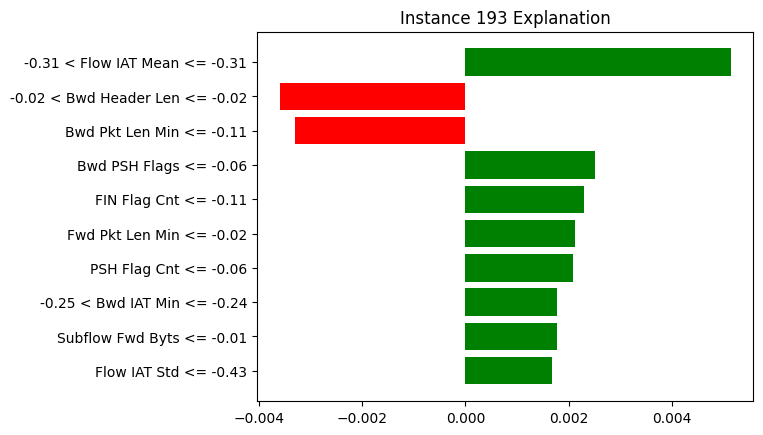 Instance 193 Explanation
-0.31 < Flow IAT Mean <= -0.31
-0.02 < Bwd Header Len <= -0.02
Bwd Pkt Len Min <= -0.11
Bwd PSH Flags <= -0.06
FIN Flag Cnt <= -0.11
Fwd Pkt Len Min <= -0.02
PSH Flag Cnt <= -0.06
-0.25 < Bwd IAT Min <= -0.24
Subflow Fwd Byts <= -0.01
Flow IAT Std <= -0.43
−0.004 −0.002 0.000 0.002 0.004